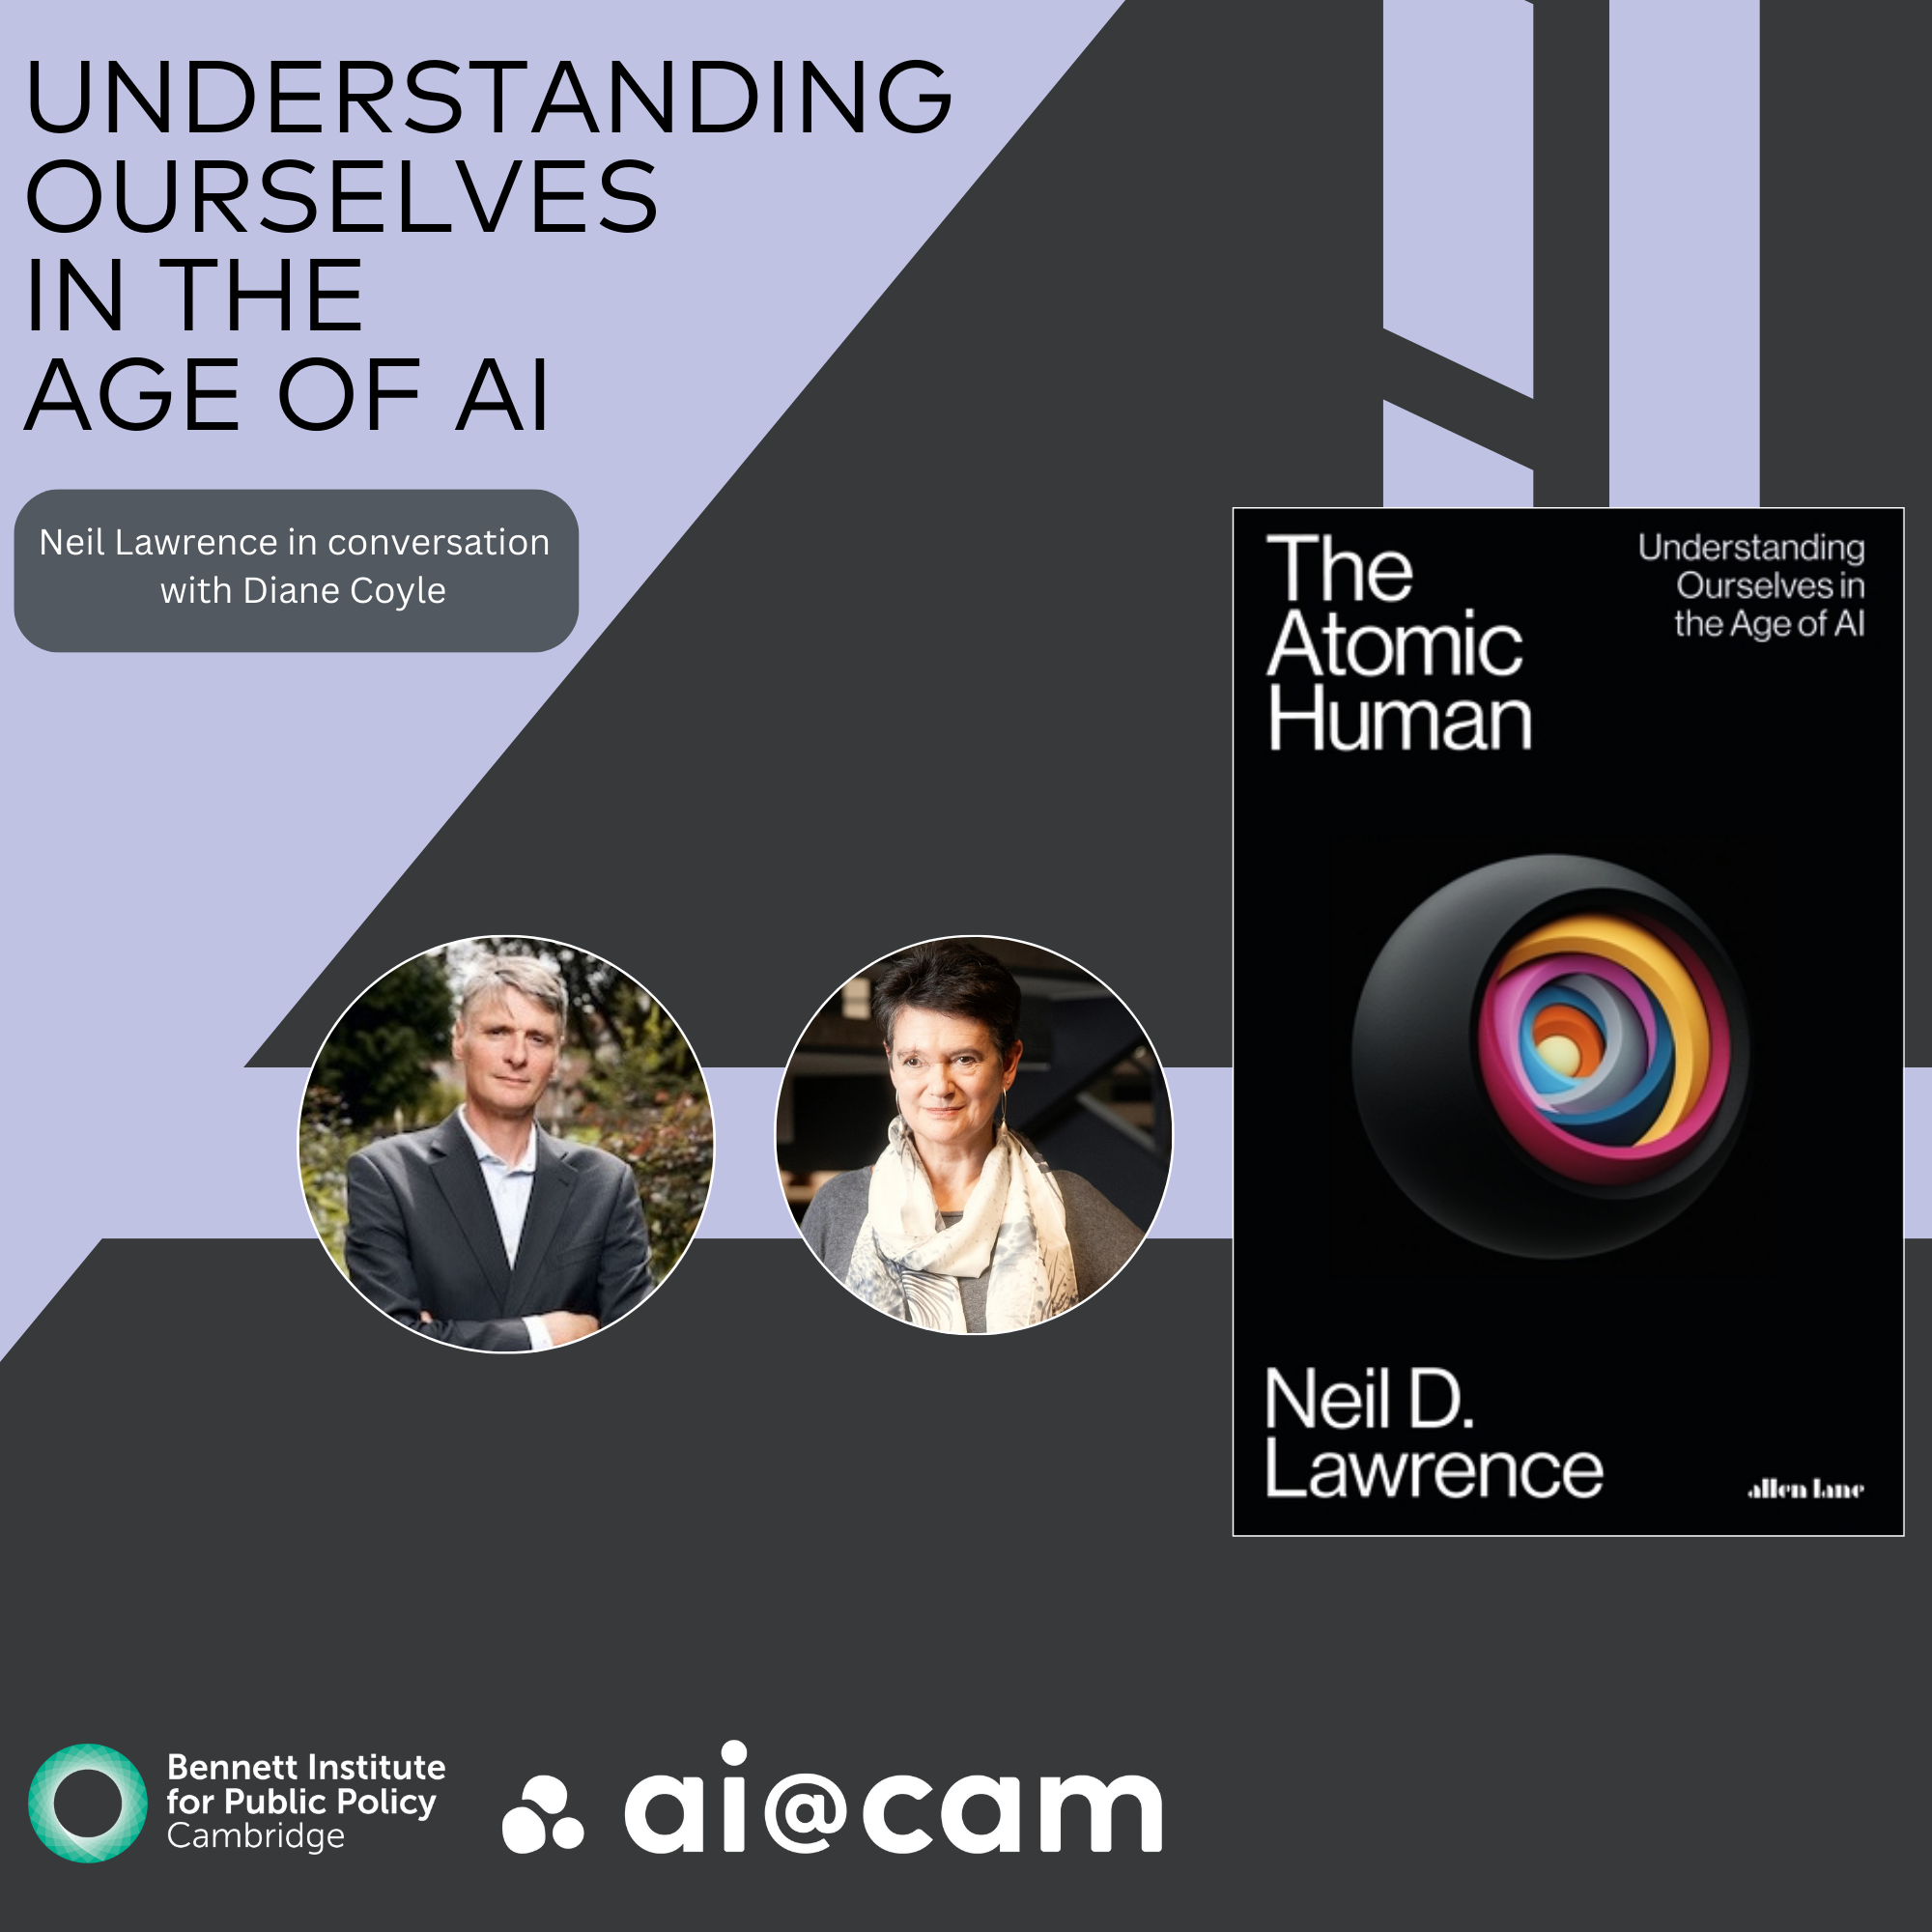 UNDERSTANDING
OURSELVES
IN THE
AGE OF AI
Neil Lawrence in conversation
with Diane Coyle
The
Atomic
Human
Understanding
Ourselves in
the Age of AI
Neil D.
Lawrence
allen lane
Bennett Institute
for Public Policy
Cambridge
ai@cam